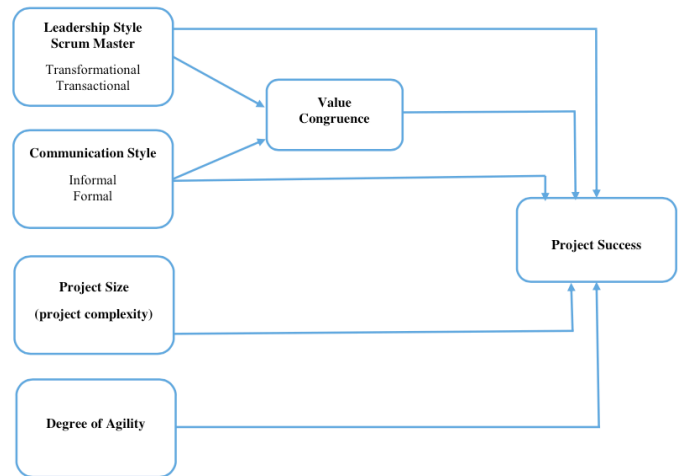 Leadership Style
Scrum Master
Transformational
Transactional
Value
Congruence
Communication Style
Informal
Formal
Project Success
Project Size
(project complexity)
Degree of Agility